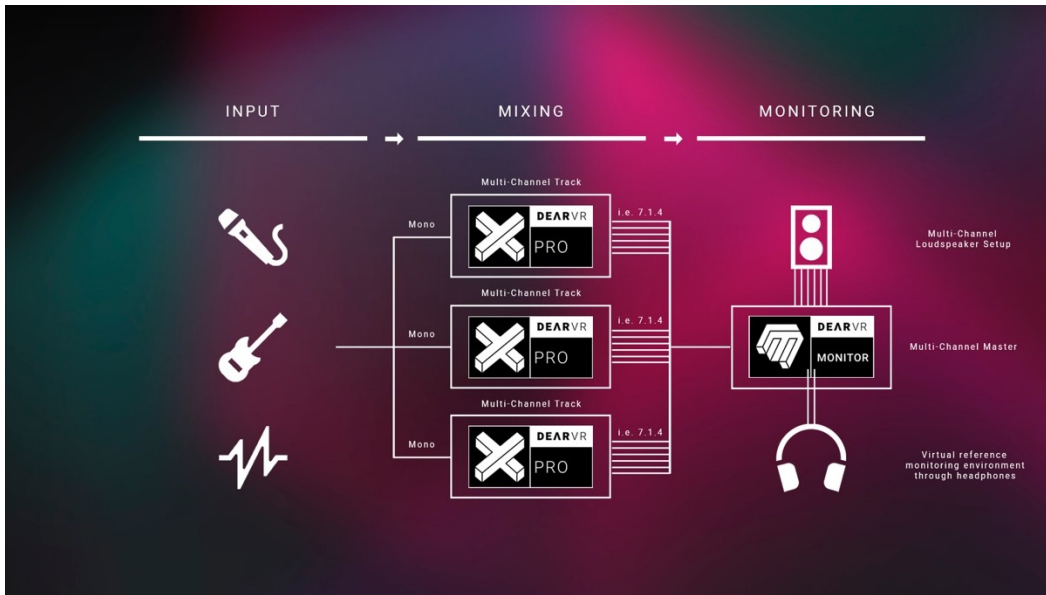 INPUT
MIXING
MONITORING
Multi-Channel Track
Mono
DEARVR
PRO
i.e. 7.1.4
Multi-Channel Track
Mono
DEARVR
PRO
i.e. 7.1.4
Multi-Channel Track
Mono
DEARVR
PRO
i.e. 7.1.4
Multi-Channel
Loudspeaker Setup
DEARVR
MONITOR
Multi-Channel Master
Virtual reference
monitoring environment
through headphones